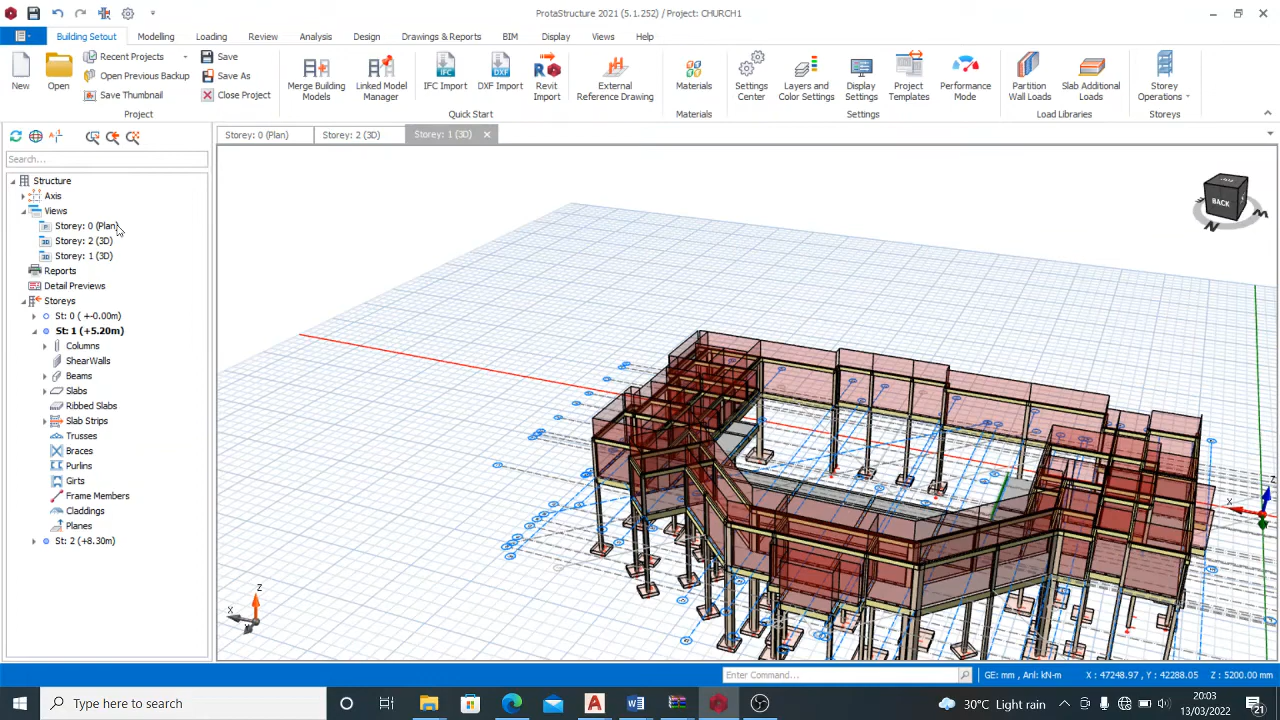 ProtaStructure 2021 (5.1.252) / Project: CHURCH1
Building Setout
Modelling
Loading
Review
Analysis
Design
Drawings & Reports
BIM
Display
Views
Help
New
Open
Recent Projects
Open Previous Backup
Save Thumbnail
Save
Save As
Close Project
Project
Merge Building Models
Linked Model Manager
IFC Import
DXF Import
Revit Import
External Reference Drawing
Quick Start
Materials
Materials
Settings Center
Layers and Color Settings
Display Settings
Project Templates
Performance Mode
Settings
Partition Wall Loads
Slab Additional Loads
Load Libraries
Storey Operations
Storeys
Storey: 0 (Plan)
Storey: 2 (3D)
Storey: 1 (3D)
Search...
Structure
Axis
Views
Storey: 0 (Plan)
Storey: 2 (3D)
Storey: 1 (3D)
Reports
Detail Previews
Storeys
St: 0 ( +-0.00m)
St: 1 (+5.20m)
Columns
ShearWalls
Beams
Slabs
Ribbed Slabs
Slab Strips
Trusses
Braces
Purlins
Girts
Frame Members
Claddings
Planes
St: 2 (+8.30m)
BACK
N
Z
X
Z
X
Enter Command...
GE: mm , Anl: kN-m
X : 47248.97 , Y : 42288.05
Z : 5200.00 mm
Type here to search
30°C Light rain
20:03
13/03/2022
21